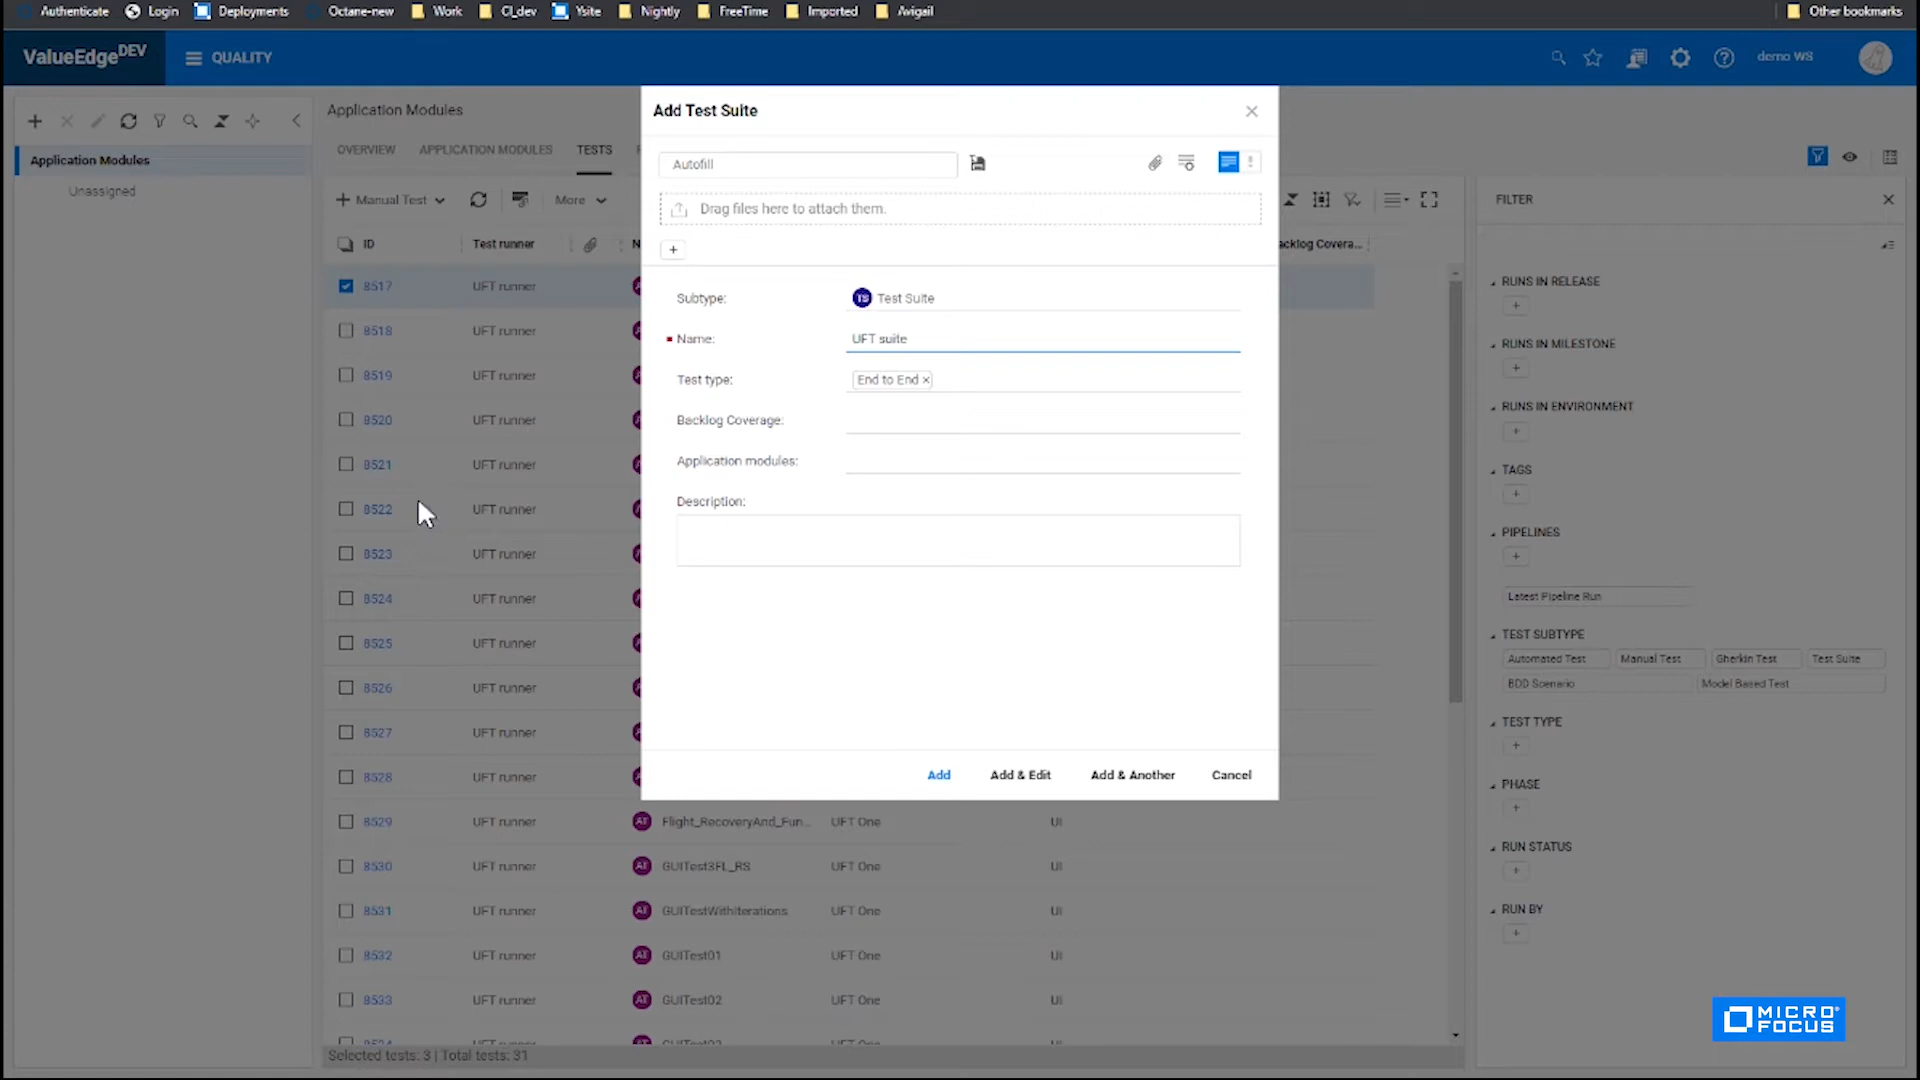 Authenticate Login Deployments Octane-new Work CI_dev Ysite Nightly FreeTime Imported Avigail Other bookmarks
ValueEdge DEV QUALITY demo WS
Application Modules
Unassigned
Application Modules
OVERVIEW APPLICATION MODULES TESTS
Manual Test More
ID Test runner
8517 UFT runner
8518 UFT runner
8519 UFT runner
8520 UFT runner
8521 UFT runner
8522 UFT runner
8523 UFT runner
8524 UFT runner
8525 UFT runner
8526 UFT runner
8527 UFT runner
8528 UFT runner
8529 UFT runner AT Flight_RecoveryAnd_Fun... UFT One UI
8530 UFT runner AT GUITest3FL_RS UFT One UI
8531 UFT runner AT GUITestWithIterations UFT One UI
8532 UFT runner AT GUITest01 UFT One UI
8533 UFT runner AT GUITest02 UFT One UI
Selected tests: 3 | Total tests: 31
Add Test Suite
Autofill
Drag files here to attach them.
Subtype: TS Test Suite
Name: UFT suite
Test type: End to End ×
Backlog Coverage:
Application modules:
Description:
Add Add & Edit Add & Another Cancel
FILTER
RUNS IN RELEASE
RUNS IN MILESTONE
RUNS IN ENVIRONMENT
TAGS
PIPELINES
Latest Pipeline Run
TEST SUBTYPE
Automated Test Manual Test Gherkin Test Test Suite
BDD Scenario Model Based Test
TEST TYPE
PHASE
RUN STATUS
RUN BY
MICRO
FOCUS